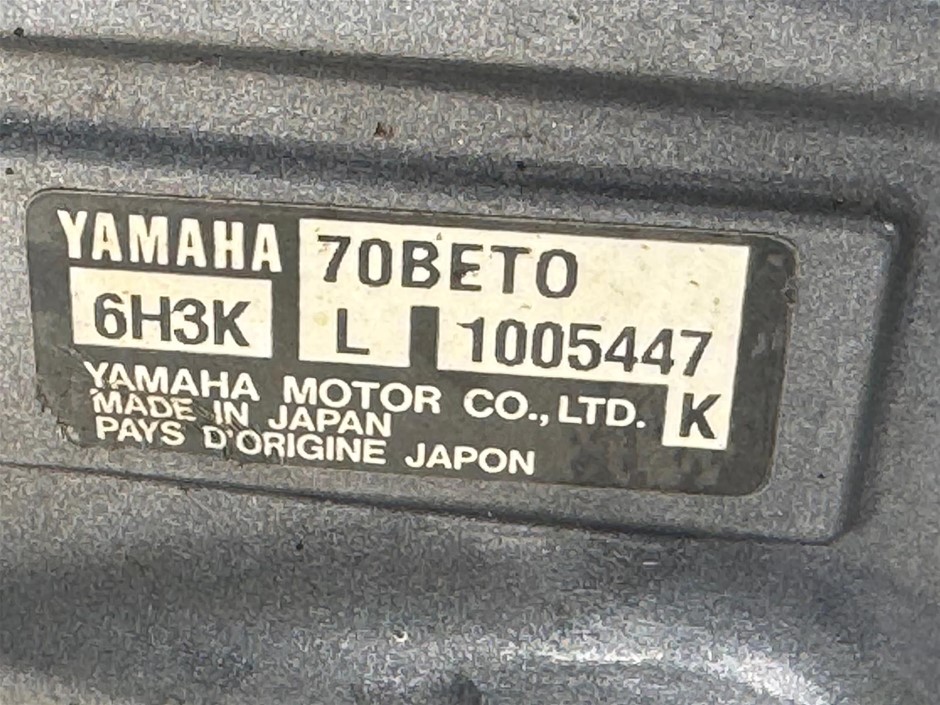 YAMAHA 70BETO
6H3K L 1005447
YAMAHA MOTOR CO., LTD. K
MADE IN JAPAN
PAYS D'ORIGINE JAPON